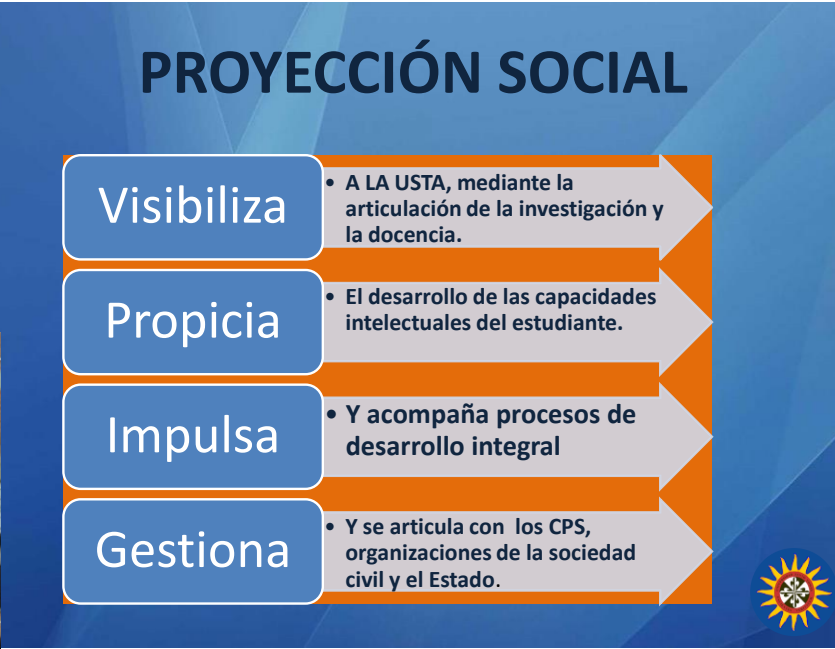 PROYECCIÓN SOCIAL
Visibiliza
• A LA USTA, mediante la
articulación de la investigación y
la docencia.
Propicia
• El desarrollo de las capacidades
intelectuales del estudiante.
Impulsa
• Y acompaña procesos de
desarrollo integral
Gestiona
• Y se articula con los CPS,
organizaciones de la sociedad
civil y el Estado.